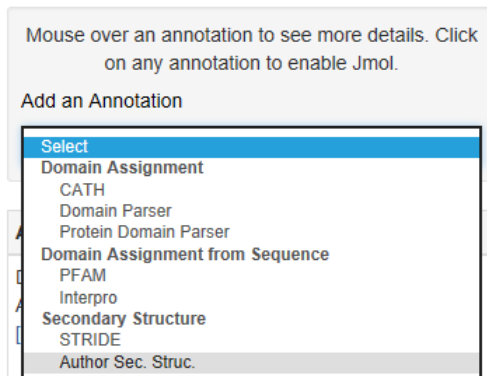 Mouse over an annotation to see more details. Click
on any annotation to enable Jmol.
Add an Annotation
Select
Domain Assignment
CATH
Domain Parser
Protein Domain Parser
Domain Assignment from Sequence
PFAM
Interpro
Secondary Structure
STRIDE
Author Sec. Struc.